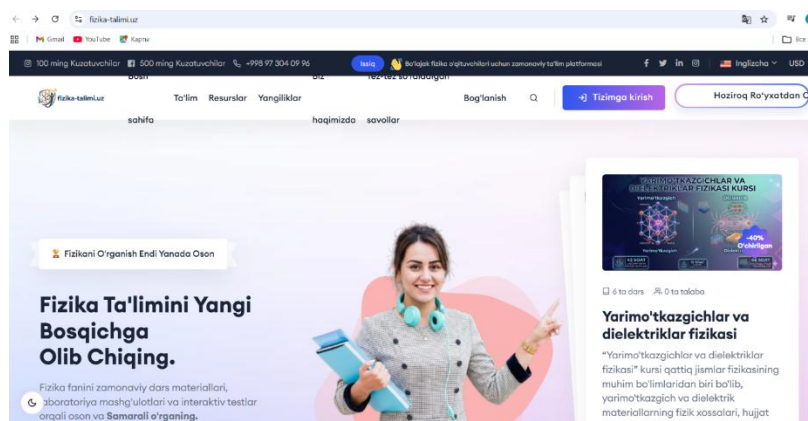 fizika-talimi.uz
Gmail YouTube Карты
Все
100 ming Kuzatuvchilar 500 ming Kuzatuvchilar +998 97 304 09 96 Issiq Bo'lajak fizika o'qituvchilari uchun zamonaviy ta'lim platformasi Inglizcha USD
fizika-talimi.uz Bosh sahifa Ta'lim Resurslar Yangiliklar Biz haqimizda Tez-tez so'raladigan savollar Bog'lanish Tizimga kirish Hoziroq Ro'yxatdan O
Fizikani O'rganish Endi Yanada Oson
Fizika Ta'limini Yangi
Bosqichga
Olib Chiqing.
Fizika fanini zamonaviy dars materiallari,
laboratoriya mashg'ulotlari va interaktiv testlar
orqali oson va Samarali o'rganing.
YARIMO'TKAZGICHLAR VA
DIELEKTRIKLAR FIZIKASI KURSI
-40%
O'chirilgan
6 ta dars 0 ta talaba
Yarimo'tkazgichlar va
dielektriklar fizikasi
"Yarimo'tkazgichlar va dielektriklar
fizikasi" kursi qattiq jismlar fizikasining
muhim bo'limlaridan biri bo'lib,
yarimo'tkazgich va dielektrik
materiallarning fizik xossalari, hujjat